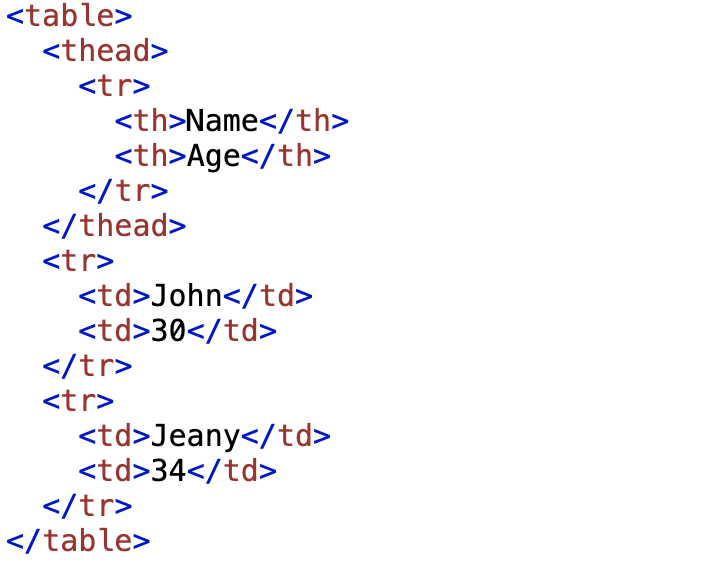 <table>
  <thead>
    <tr>
      <th>Name</th>
      <th>Age</th>
    </tr>
  </thead>
  <tr>
    <td>John</td>
    <td>30</td>
  </tr>
  <tr>
    <td>Jeany</td>
    <td>34</td>
  </tr>
</table>